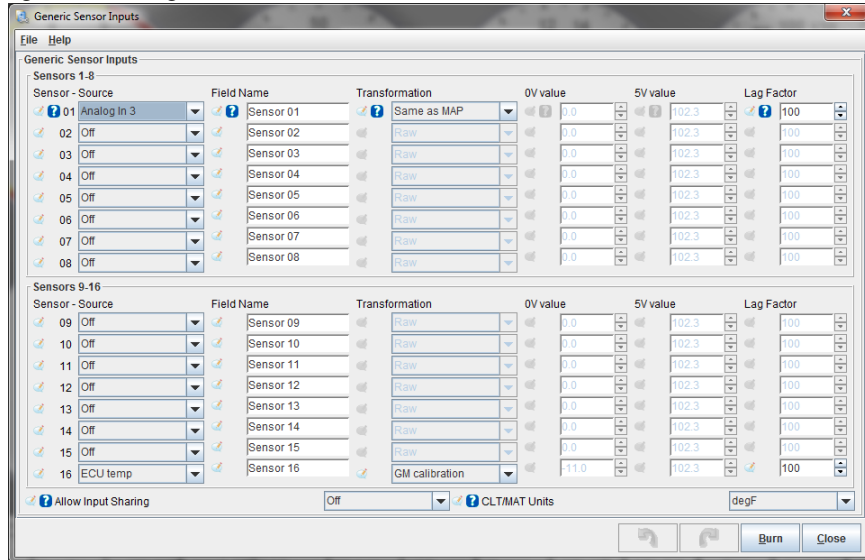 Generic Sensor Inputs
File Help
Generic Sensor Inputs
Sensors 1-8
Sensor - Source Field Name Transformation 0V value 5V value Lag Factor
01 Analog In 3 Sensor 01 Same as MAP 0.0 102.3 100
02 Off Sensor 02 Raw 0.0 102.3 100
03 Off Sensor 03 Raw 0.0 102.3 100
04 Off Sensor 04 Raw 0.0 102.3 100
05 Off Sensor 05 Raw 0.0 102.3 100
06 Off Sensor 06 Raw 0.0 102.3 100
07 Off Sensor 07 Raw 0.0 102.3 100
08 Off Sensor 08 Raw 0.0 102.3 100
Sensors 9-16
Sensor - Source Field Name Transformation 0V value 5V value Lag Factor
09 Off Sensor 09 Raw 0.0 102.3 100
10 Off Sensor 10 Raw 0.0 102.3 100
11 Off Sensor 11 Raw 0.0 102.3 100
12 Off Sensor 12 Raw 0.0 102.3 100
13 Off Sensor 13 Raw 0.0 102.3 100
14 Off Sensor 14 Raw 0.0 102.3 100
15 Off Sensor 15 Raw 0.0 102.3 100
16 ECU temp Sensor 16 GM calibration -11.0 102.3 100
Allow Input Sharing Off CLT/MAT Units degF
Burn Close